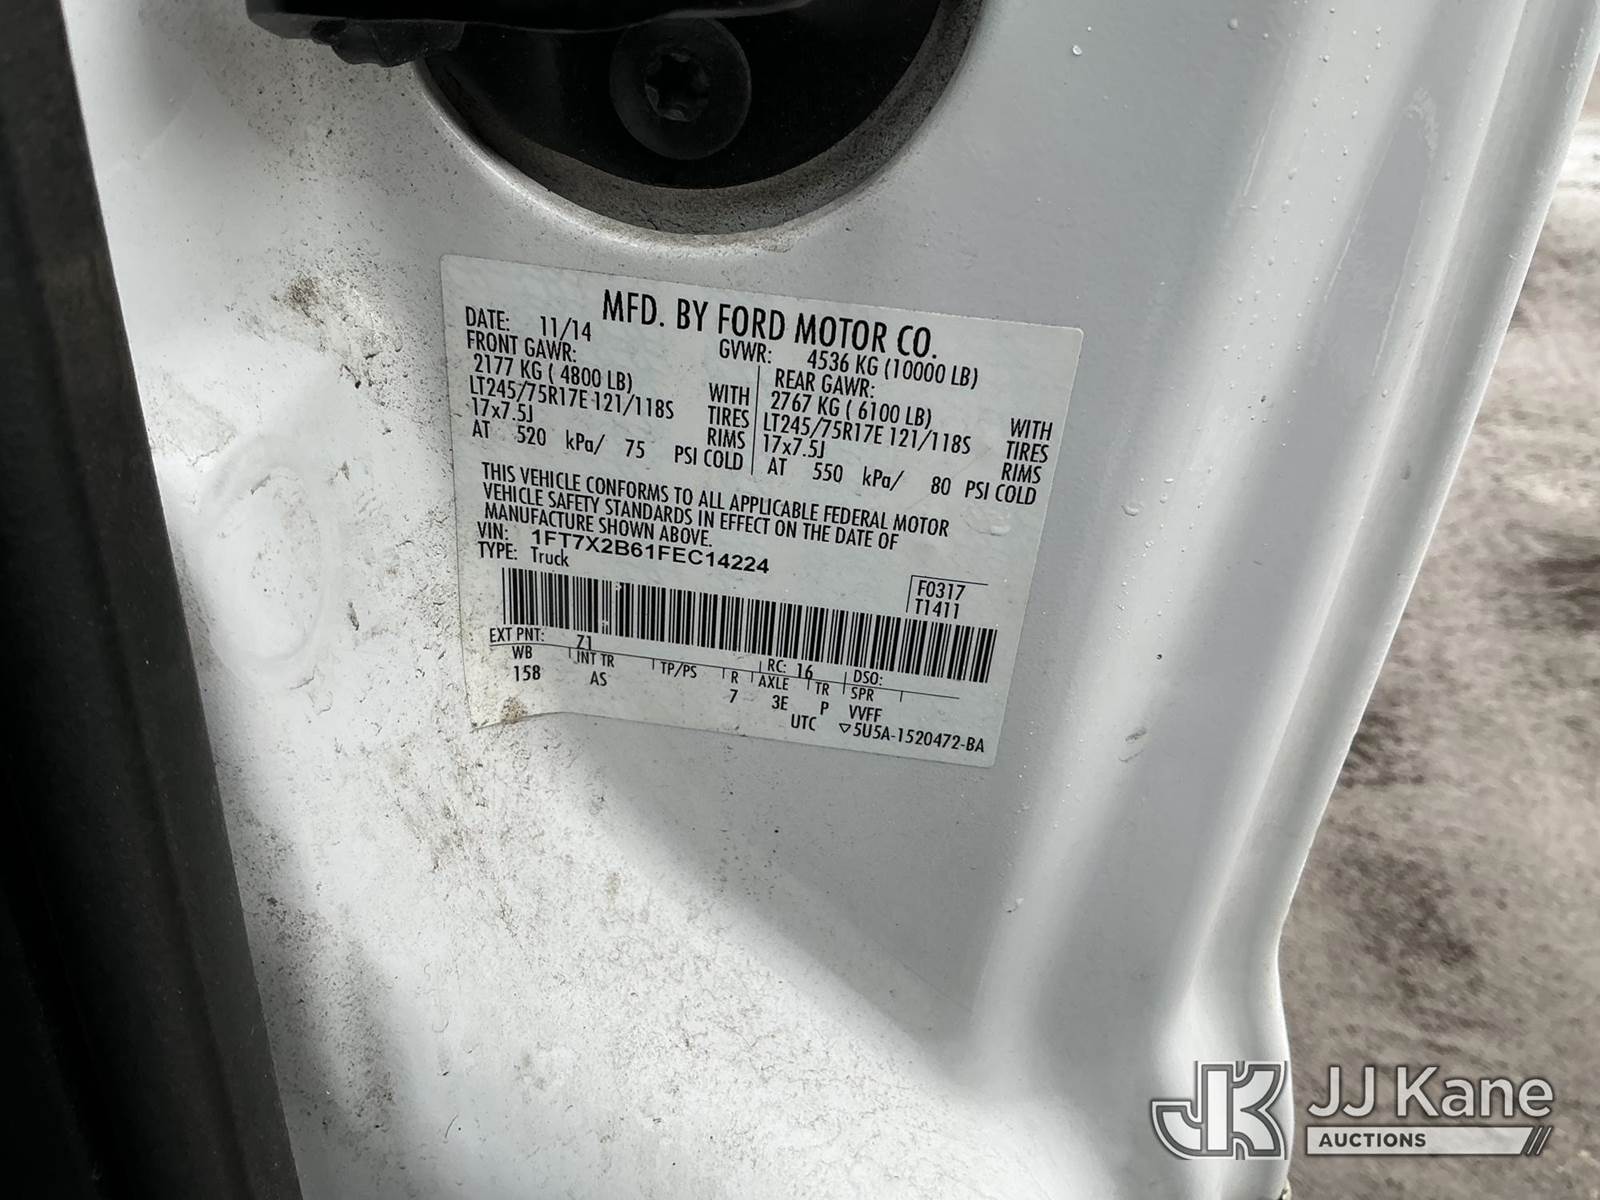 MFD. BY FORD MOTOR CO.
DATE: 11/14 GVWR: 4536 KG (10000 LB)
FRONT GAWR: REAR GAWR:
2177 KG ( 4800 LB) WITH 2767 KG ( 6100 LB) WITH
LT245/75R17E 121/118S TIRES LT245/75R17E 121/118S TIRES
17x7.5J RIMS 17x7.5J RIMS
AT 520 kPa/ 75 PSI COLD AT 550 kPa/ 80 PSI COLD
THIS VEHICLE CONFORMS TO ALL APPLICABLE FEDERAL MOTOR
VEHICLE SAFETY STANDARDS IN EFFECT ON THE DATE OF
MANUFACTURE SHOWN ABOVE.
VIN: 1FT7X2B61FEC14224
TYPE: Truck
F0317
T1411
EXT PNT: Z1 RC: 16 DSO:
WB INT TR TP/PS R AXLE TR SPR
158 AS 7 3E P VVFF
UTC ▽5U5A-1520472-BA
JK JJ Kane
AUCTIONS